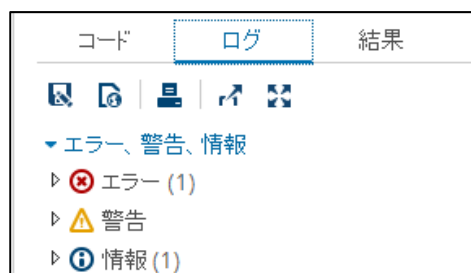 コード ログ 結果
エラー、警告、情報
エラー (1)
警告
情報 (1)